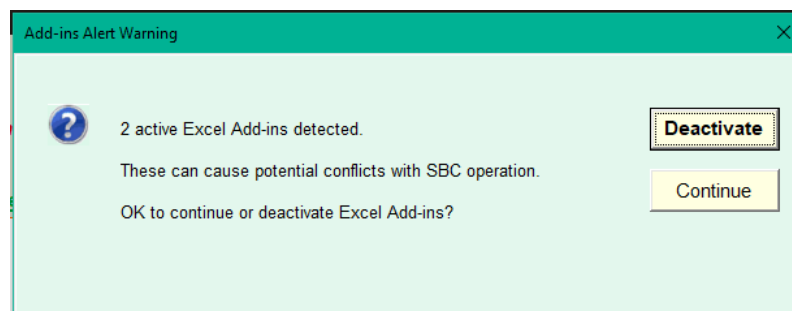 Add-ins Alert Warning
2 active Excel Add-ins detected.
Deactivate
These can cause potential conflicts with SBC operation.
Continue
OK to continue or deactivate Excel Add-ins?